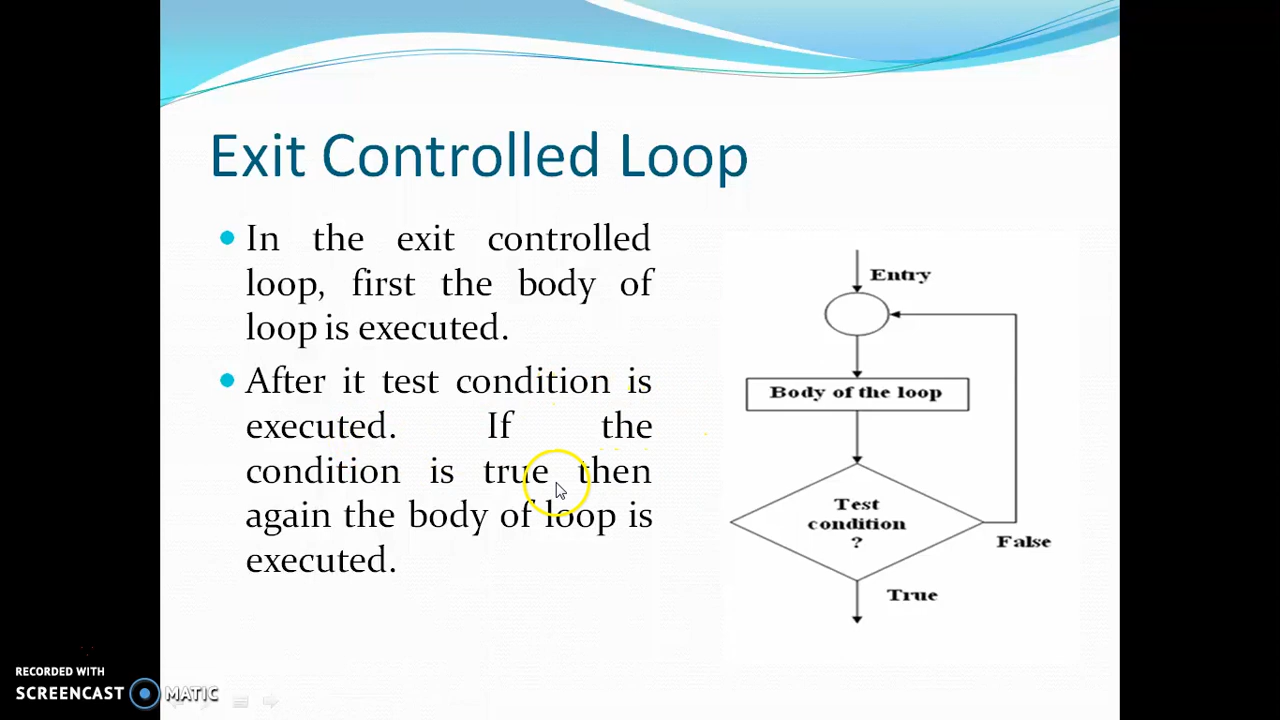 Exit Controlled Loop
In the exit controlled
loop, first the body of
loop is executed.
After it test condition is
executed. If the
condition is true then
again the body of loop is
executed.
Entry
Body of the loop
Test
condition
?
False
True
RECORDED WITH
SCREENCAST MATIC